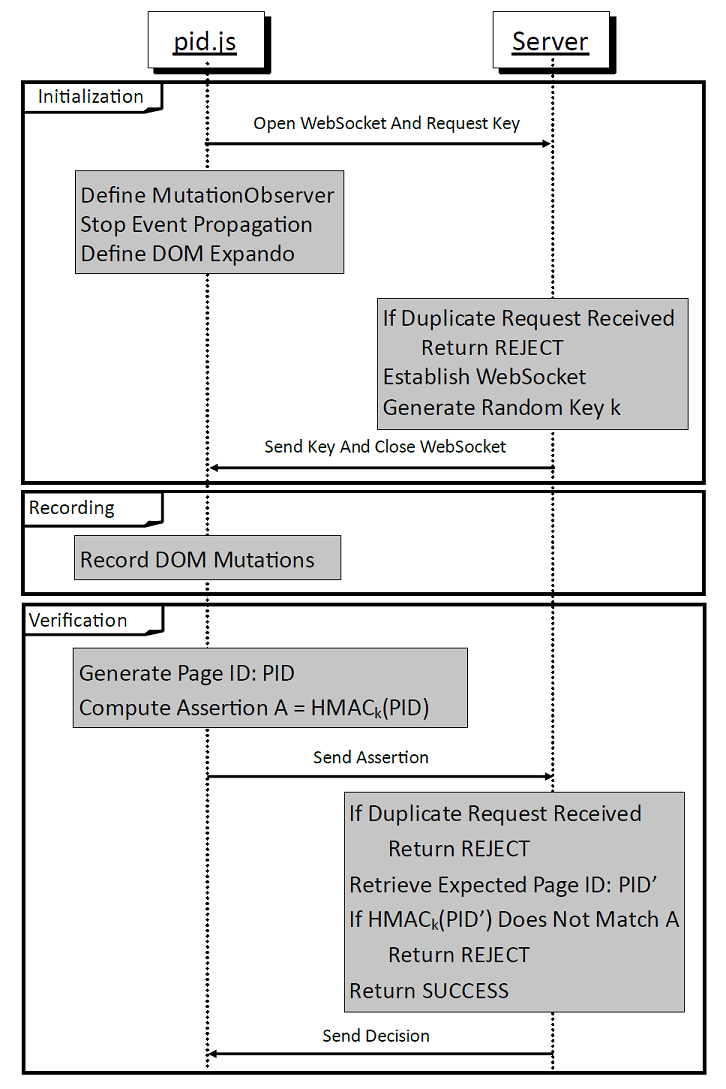 pid.js
Server
Initialization
Open WebSocket And Request Key
Define MutationObserver
Stop Event Propagation
Define DOM Expando
If Duplicate Request Received
Return REJECT
Establish WebSocket
Generate Random Key k
Send Key And Close WebSocket
Recording
Record DOM Mutations
Verification
Generate Page ID: PID
Compute Assertion A = HMACₖ(PID)
Send Assertion
If Duplicate Request Received
Return REJECT
Retrieve Expected Page ID: PID’
If HMACₖ(PID’) Does Not Match A
Return REJECT
Return SUCCESS
Send Decision